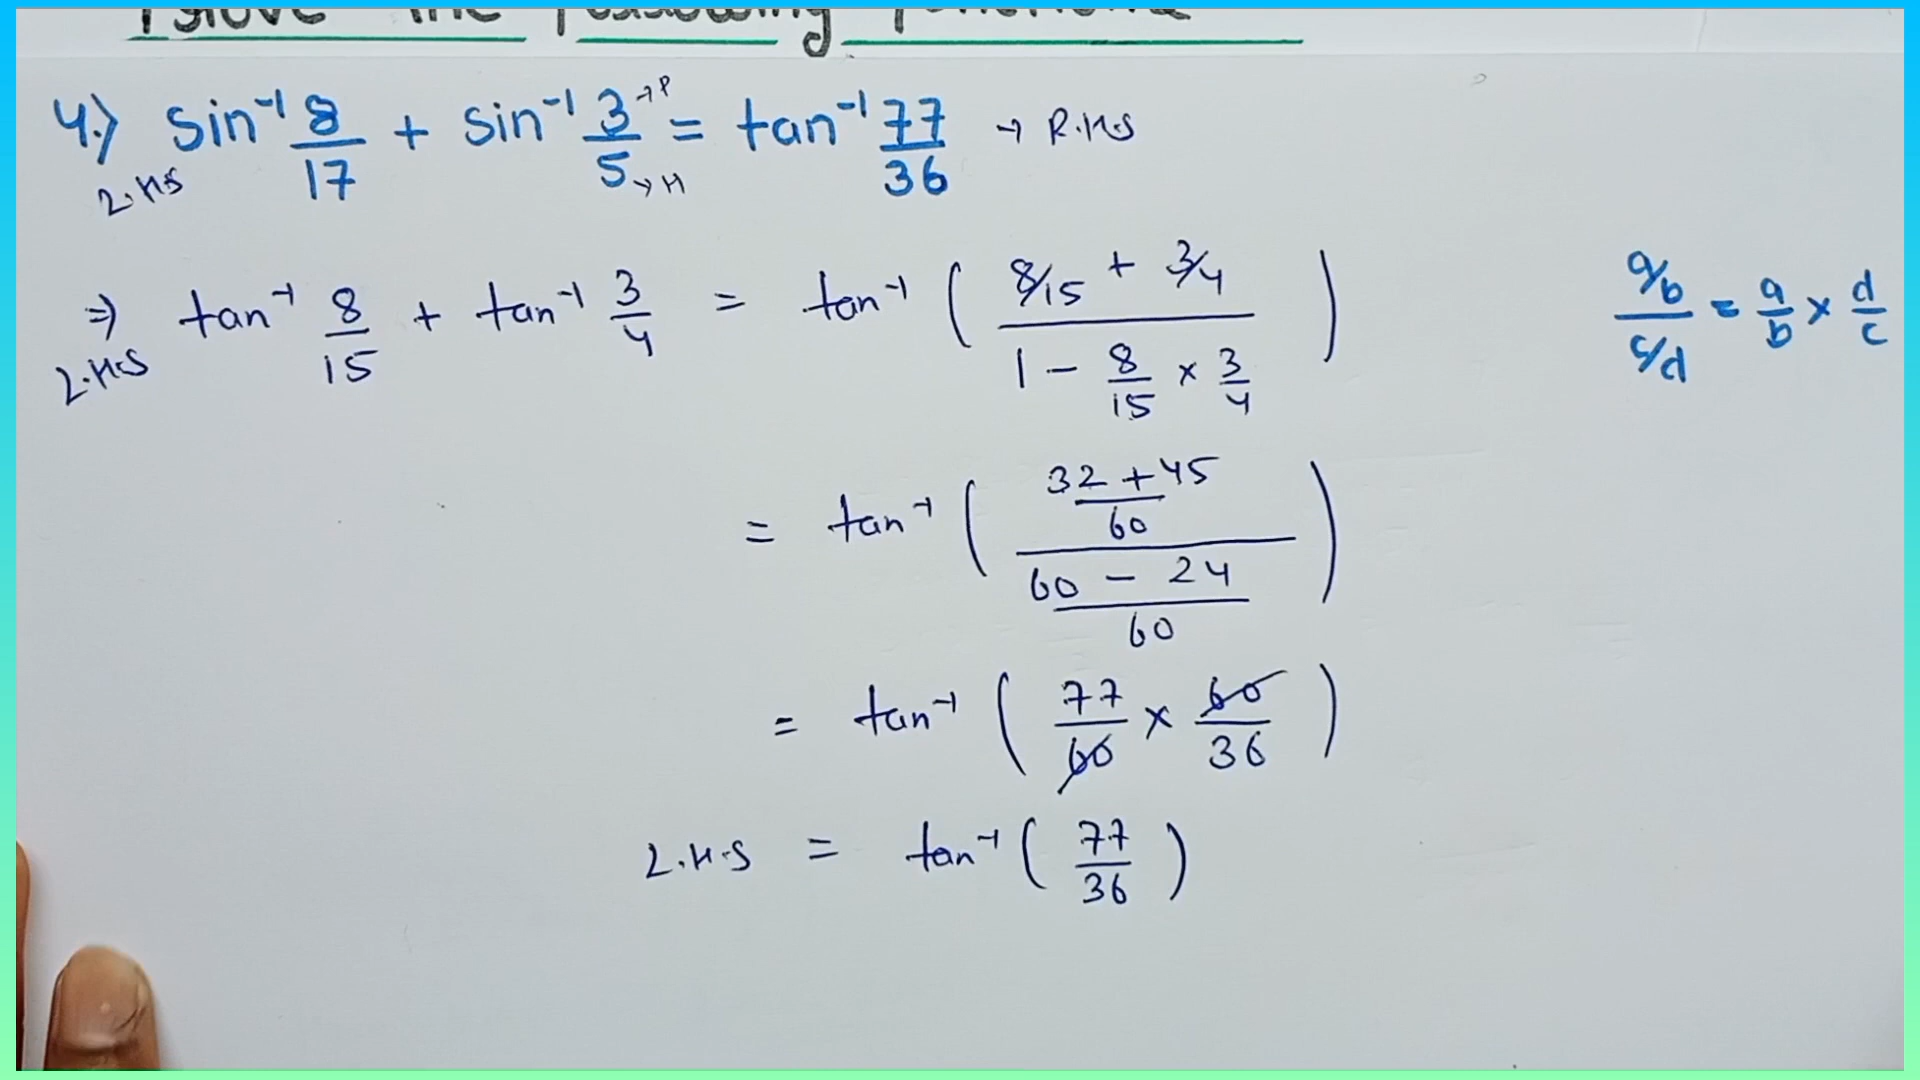 the following
4.) sin⁻¹ 8/17 + sin⁻¹ 3/5 = tan⁻¹ 77/36 → R.H.S
L.H.S →P →H
⇒ tan⁻¹ 8/15 + tan⁻¹ 3/4 = tan⁻¹ ( (8/15 + 3/4) / (1 - 8/15 × 3/4) )
L.H.S
(a/b) / (c/d) = a/b × d/c
= tan⁻¹ ( ((32 + 45)/60) / ((60 - 24)/60) )
= tan⁻¹ ( 77/60 × 60/36 )
L.H.S = tan⁻¹ ( 77/36 )